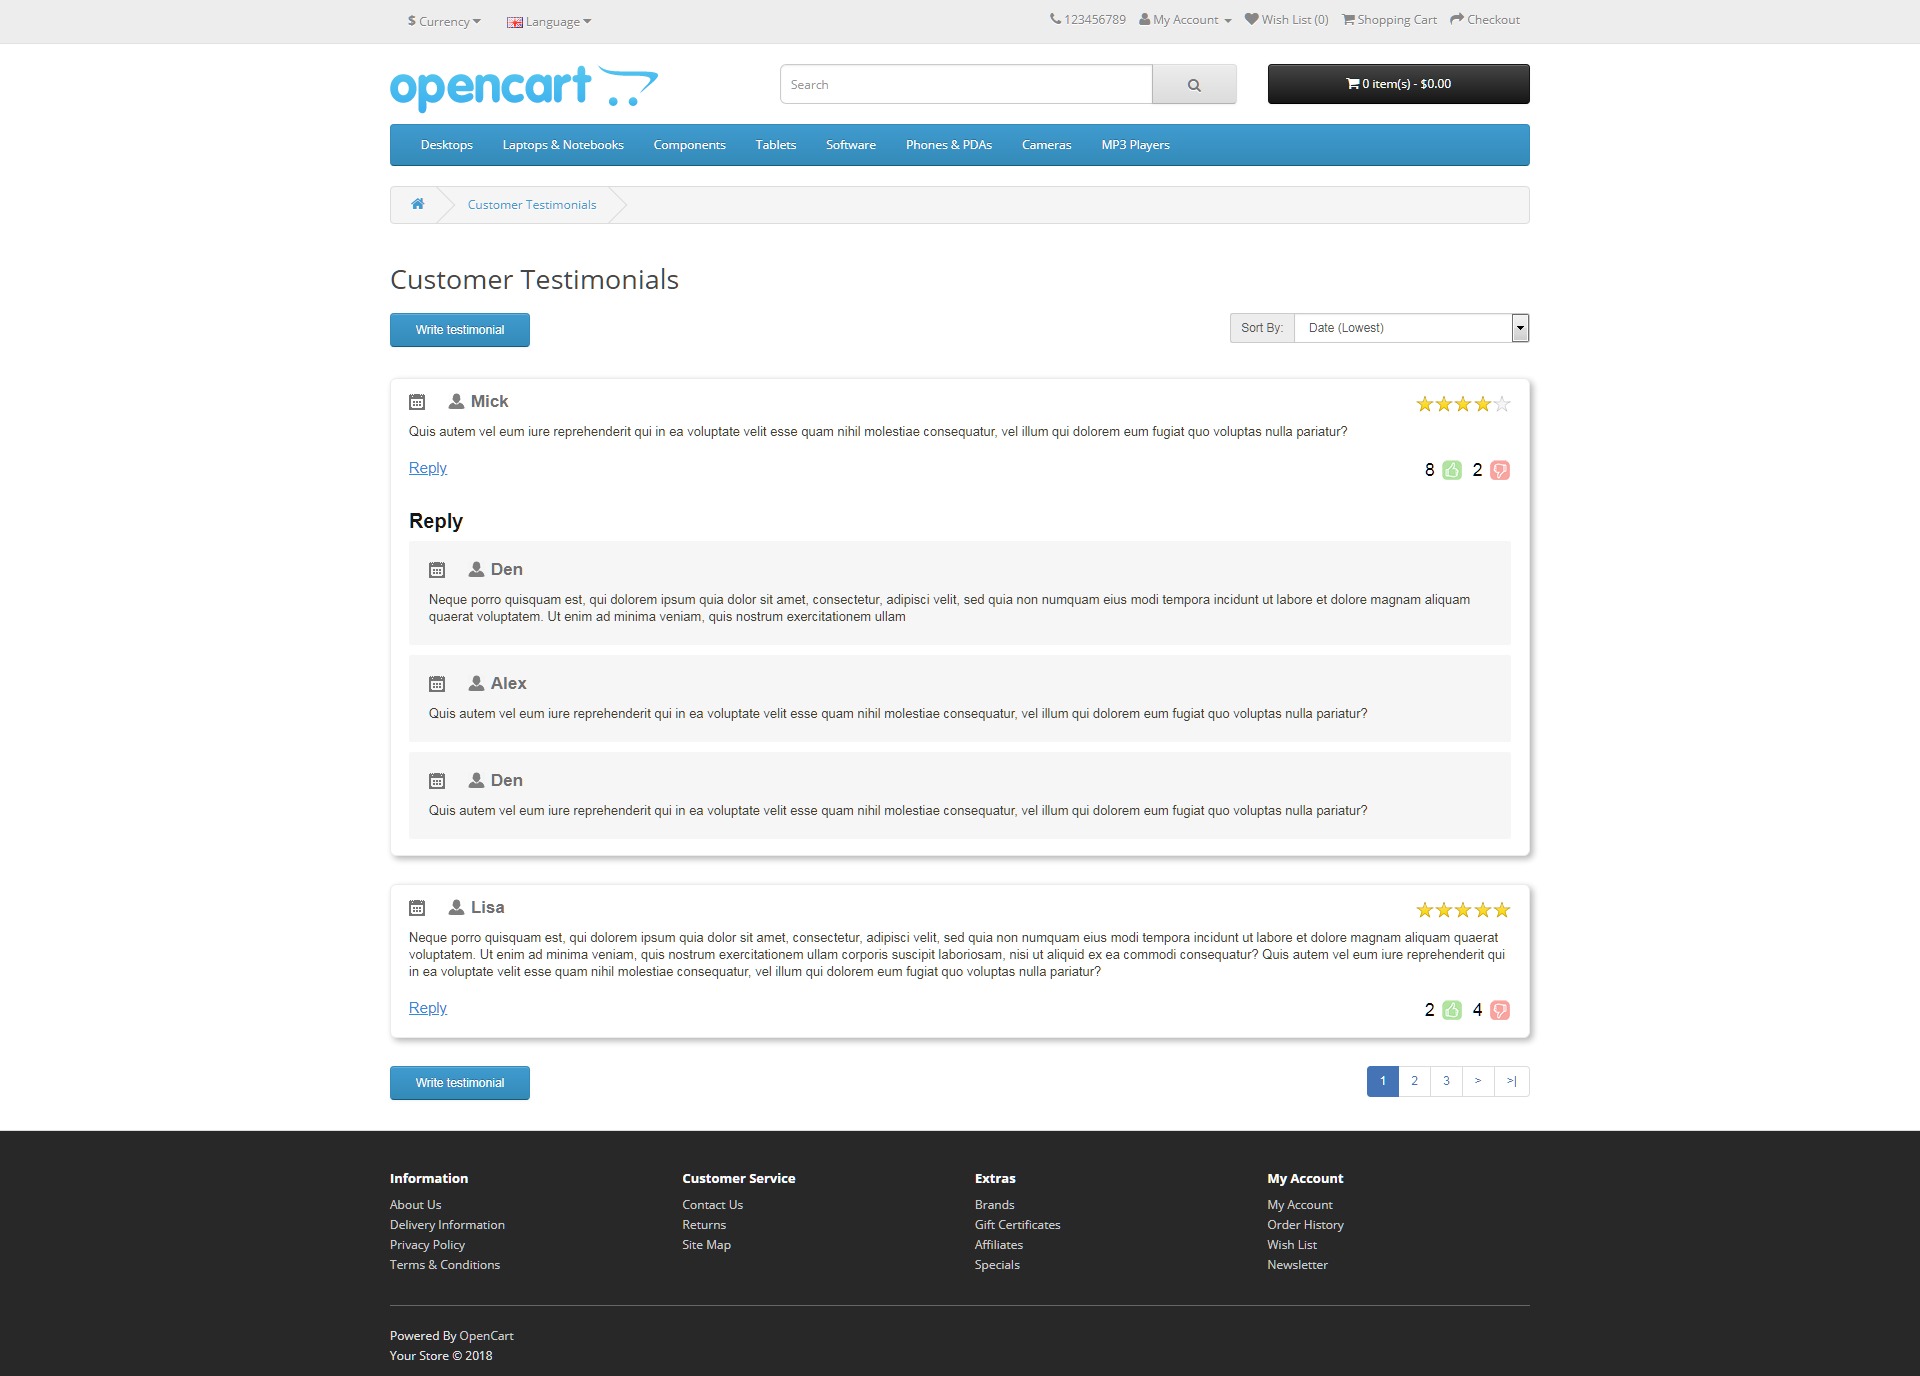 $ Currency Language 123456789 My Account Wish List (0) Shopping Cart Checkout
opencart Search 0 item(s) - $0.00
Desktops Laptops & Notebooks Components Tablets Software Phones & PDAs Cameras MP3 Players
Customer Testimonials
Customer Testimonials
Write testimonial Sort By: Date (Lowest)
Mick
Quis autem vel eum iure reprehenderit qui in ea voluptate velit esse quam nihil molestiae consequatur, vel illum qui dolorem eum fugiat quo voluptas nulla pariatur?
Reply 8 2
Reply
Den
Neque porro quisquam est, qui dolorem ipsum quia dolor sit amet, consectetur, adipisci velit, sed quia non numquam eius modi tempora incidunt ut labore et dolore magnam aliquam
quaerat voluptatem. Ut enim ad minima veniam, quis nostrum exercitationem ullam
Alex
Quis autem vel eum iure reprehenderit qui in ea voluptate velit esse quam nihil molestiae consequatur, vel illum qui dolorem eum fugiat quo voluptas nulla pariatur?
Den
Quis autem vel eum iure reprehenderit qui in ea voluptate velit esse quam nihil molestiae consequatur, vel illum qui dolorem eum fugiat quo voluptas nulla pariatur?
Lisa
Neque porro quisquam est, qui dolorem ipsum quia dolor sit amet, consectetur, adipisci velit, sed quia non numquam eius modi tempora incidunt ut labore et dolore magnam aliquam quaerat
voluptatem. Ut enim ad minima veniam, quis nostrum exercitationem ullam corporis suscipit laboriosam, nisi ut aliquid ex ea commodi consequatur? Quis autem vel eum iure reprehenderit qui
in ea voluptate velit esse quam nihil molestiae consequatur, vel illum qui dolorem eum fugiat quo voluptas nulla pariatur?
Reply 2 4
Write testimonial 1 2 3 > >|
Information Customer Service Extras My Account
About Us Contact Us Brands My Account
Delivery Information Returns Gift Certificates Order History
Privacy Policy Site Map Affiliates Wish List
Terms & Conditions Specials Newsletter
Powered By OpenCart
Your Store © 2018